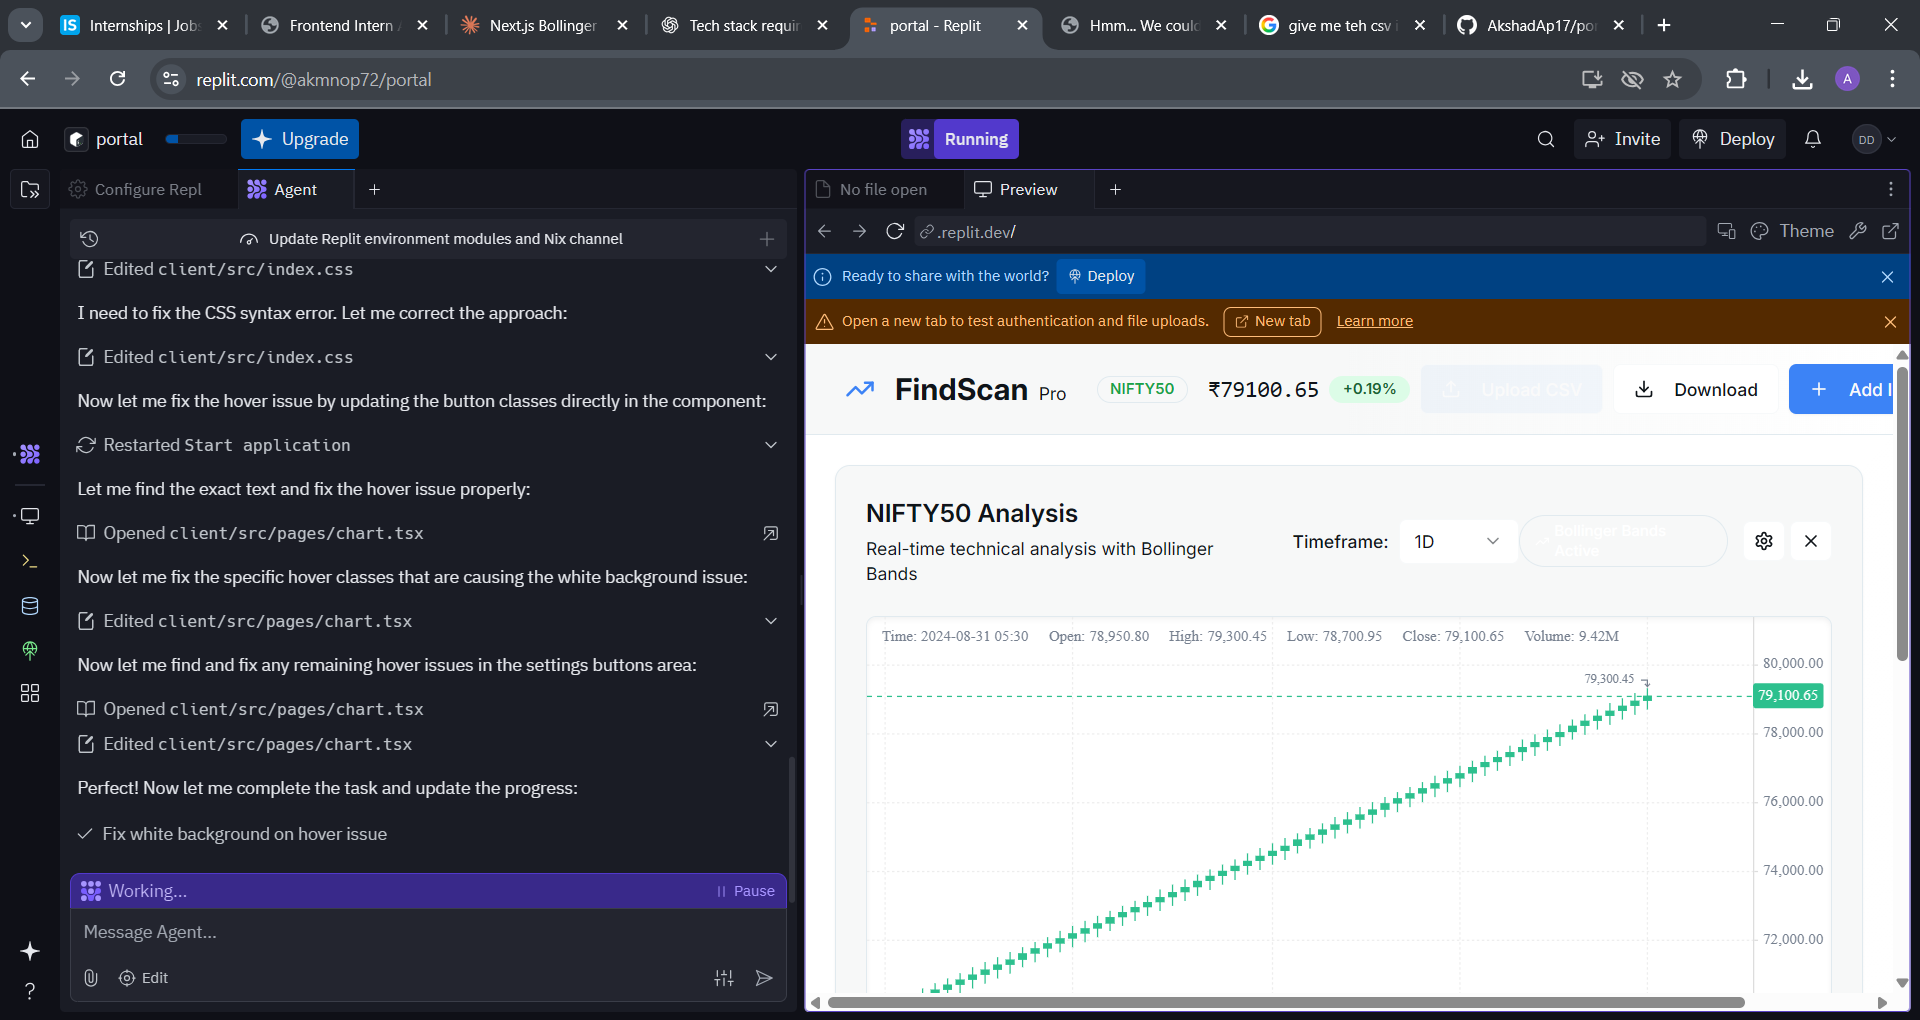 Internships | Jobs
Frontend Intern
Next.js Bollinger
Tech stack requir
portal - Replit
Hmm... We could
give me teh csv
AkshadAp17/por
replit.com/@akmnop72/portal
A
portal
Upgrade
Running
Invite
Deploy
DD
Configure Repl
Agent
No file open
Preview
Update Replit environment modules and Nix channel
.replit.dev/
Theme
Edited client/src/index.css
Ready to share with the world?
Deploy
I need to fix the CSS syntax error. Let me correct the approach:
Open a new tab to test authentication and file uploads.
New tab
Learn more
Edited client/src/index.css
FindScan Pro
NIFTY50
₹79100.65
+0.19%
Upload CSV
Download
Add I
Now let me fix the hover issue by updating the button classes directly in the component:
Restarted Start application
Let me find the exact text and fix the hover issue properly:
Opened client/src/pages/chart.tsx
Now let me fix the specific hover classes that are causing the white background issue:
Edited client/src/pages/chart.tsx
Now let me find and fix any remaining hover issues in the settings buttons area:
Opened client/src/pages/chart.tsx
Edited client/src/pages/chart.tsx
Perfect! Now let me complete the task and update the progress:
Fix white background on hover issue
Working...
Pause
Message Agent...
Edit
NIFTY50 Analysis
Real-time technical analysis with Bollinger
Bands
Timeframe:
1D
Bollinger Bands
Active
Time: 2024-08-31 05:30 Open: 78,950.80 High: 79,300.45 Low: 78,700.95 Close: 79,100.65 Volume: 9.42M
80,000.00
79,300.45
79,100.65
78,000.00
76,000.00
74,000.00
72,000.00